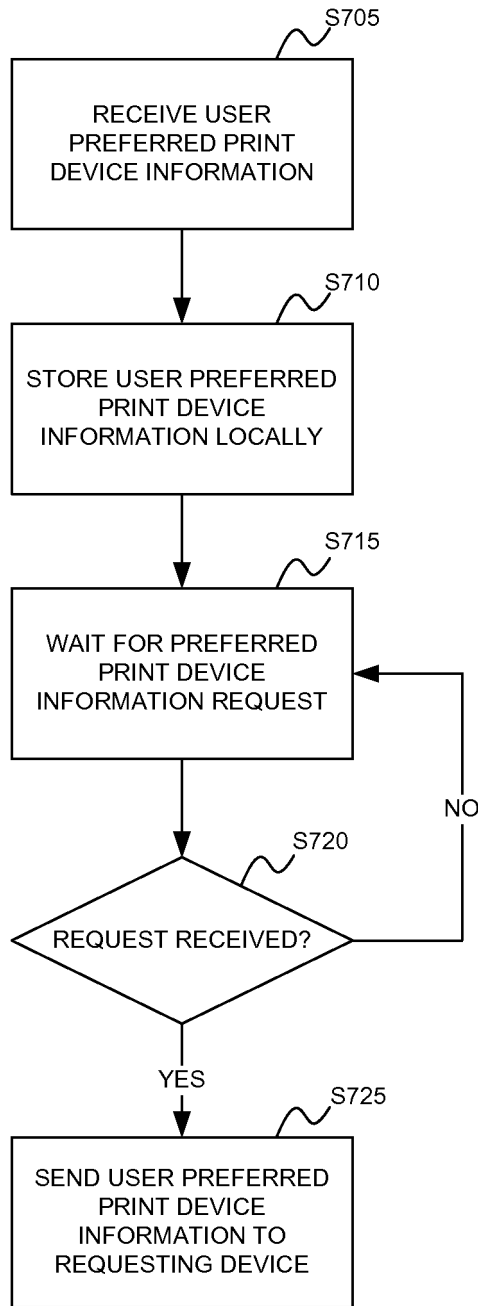 S705
RECEIVE USER
PREFERRED PRINT
DEVICE INFORMATION
S710
STORE USER PREFERRED
PRINT DEVICE
INFORMATION LOCALLY
S715
WAIT FOR PREFERRED
PRINT DEVICE
INFORMATION REQUEST
NO
S720
REQUEST RECEIVED?
YES
S725
SEND USER PREFERRED
PRINT DEVICE
INFORMATION TO
REQUESTING DEVICE